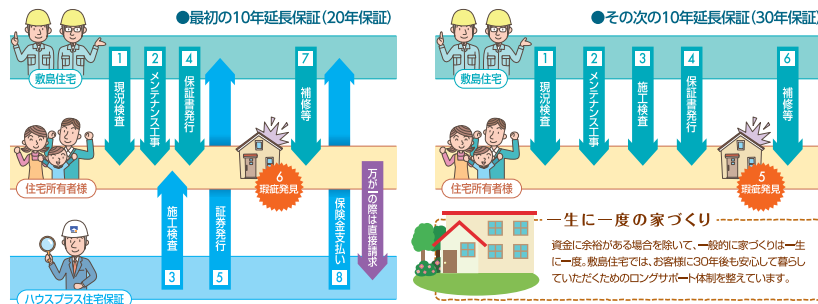 ●最初の10年延長保証(20年保証)
敷島住宅
1
現況検査
2
メンテナンス工事
4
保証書発行
7
補修等
住宅所有者様
6
瑕疵発見
施工検査
3
証券発行
5
保険金支払い
8
万が一の際は直接請求
ハウスプラス住宅保証
●その次の10年延長保証(30年保証)
敷島住宅
1
現況検査
2
メンテナンス工事
3
施工検査
4
保証書発行
6
補修等
住宅所有者様
5
瑕疵発見
一生に一度の家づくり
資金に余裕がある場合を除いて、一般的に家づくりは一生
に一度。敷島住宅では、お客様に30年後も安心して暮らし
ていただくためのロングサポート体制を整えています。